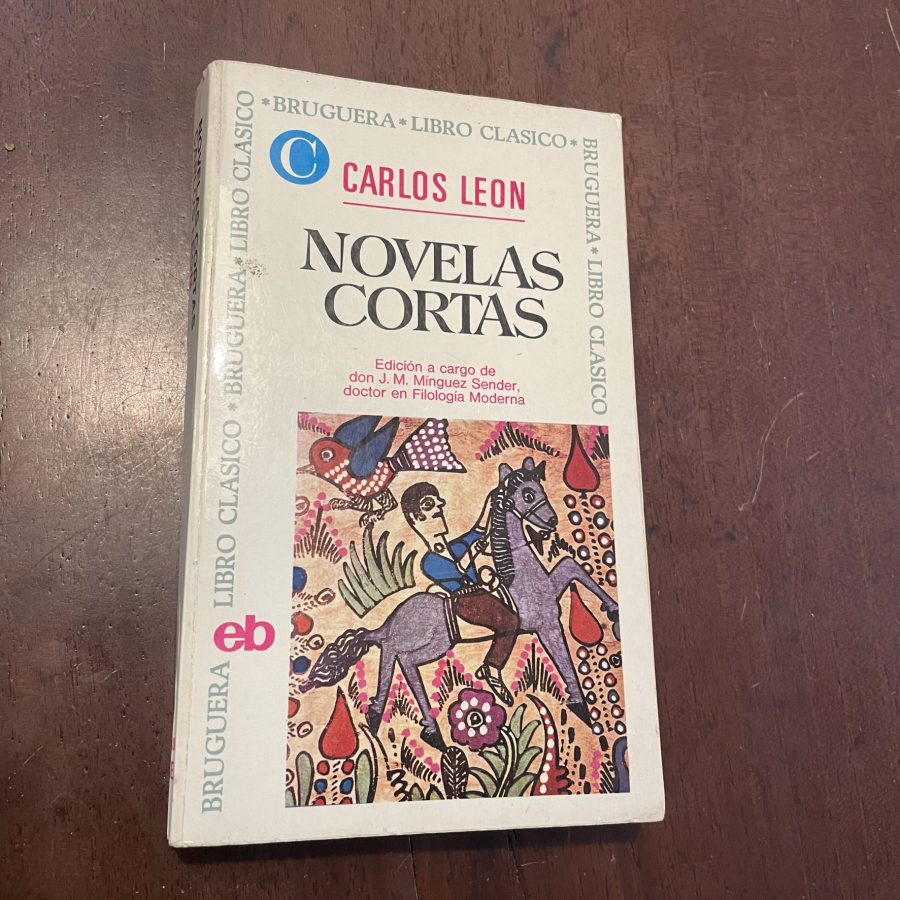 *BRUGUERA*LIBRO CLASICO*
BRUGUERA*LIBRO CLASICO
BRUGUERA LIBRO CLASICO*BRUGUERA*LIBRO CLASICO
C
CARLOS LEON
NOVELAS
CORTAS
Edición a cargo de
don J. M. Mínguez Sender,
doctor en Filología Moderna
eb